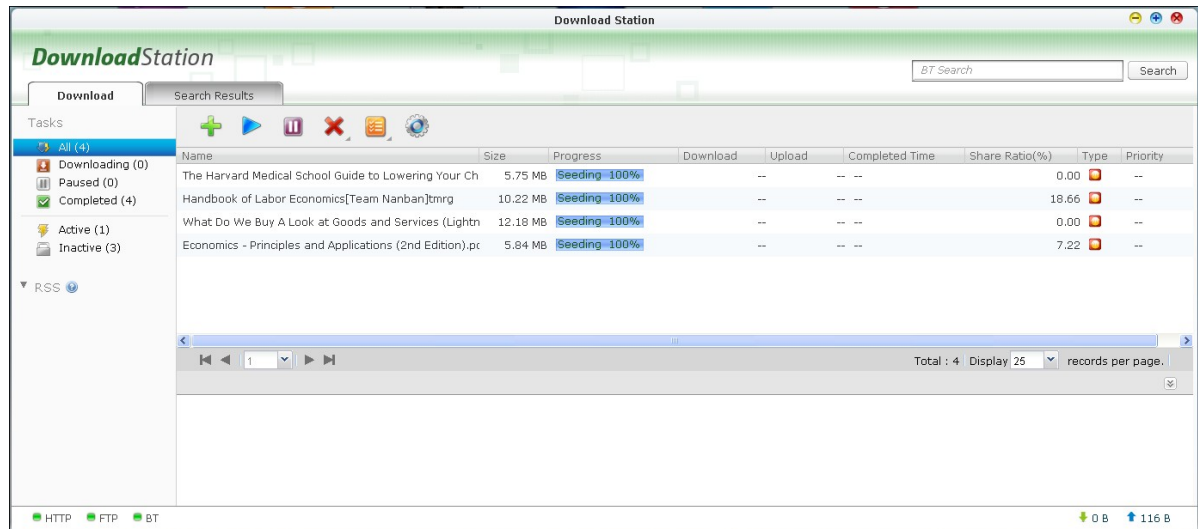 Download Station
DownloadStation
BT Search
Search
Download
Search Results
Tasks
All (4)
Downloading (0)
Paused (0)
Completed (4)
Active (1)
Inactive (3)
RSS
Name Size Progress Download Upload Completed Time Share Ratio(%) Type Priority
The Harvard Medical School Guide to Lowering Your Ch 5.75 MB Seeding 100% -- -- -- 0.00 --
Handbook of Labor Economics[Team Nanban]tmrg 10.22 MB Seeding 100% -- -- -- 18.66 --
What Do We Buy A Look at Goods and Services (Lightn 12.18 MB Seeding 100% -- -- -- 0.00 --
Economics - Principles and Applications (2nd Edition).pc 5.84 MB Seeding 100% -- -- -- 7.22 --
1
Total : 4 Display 25 records per page.
HTTP FTP BT
0 B 116 B